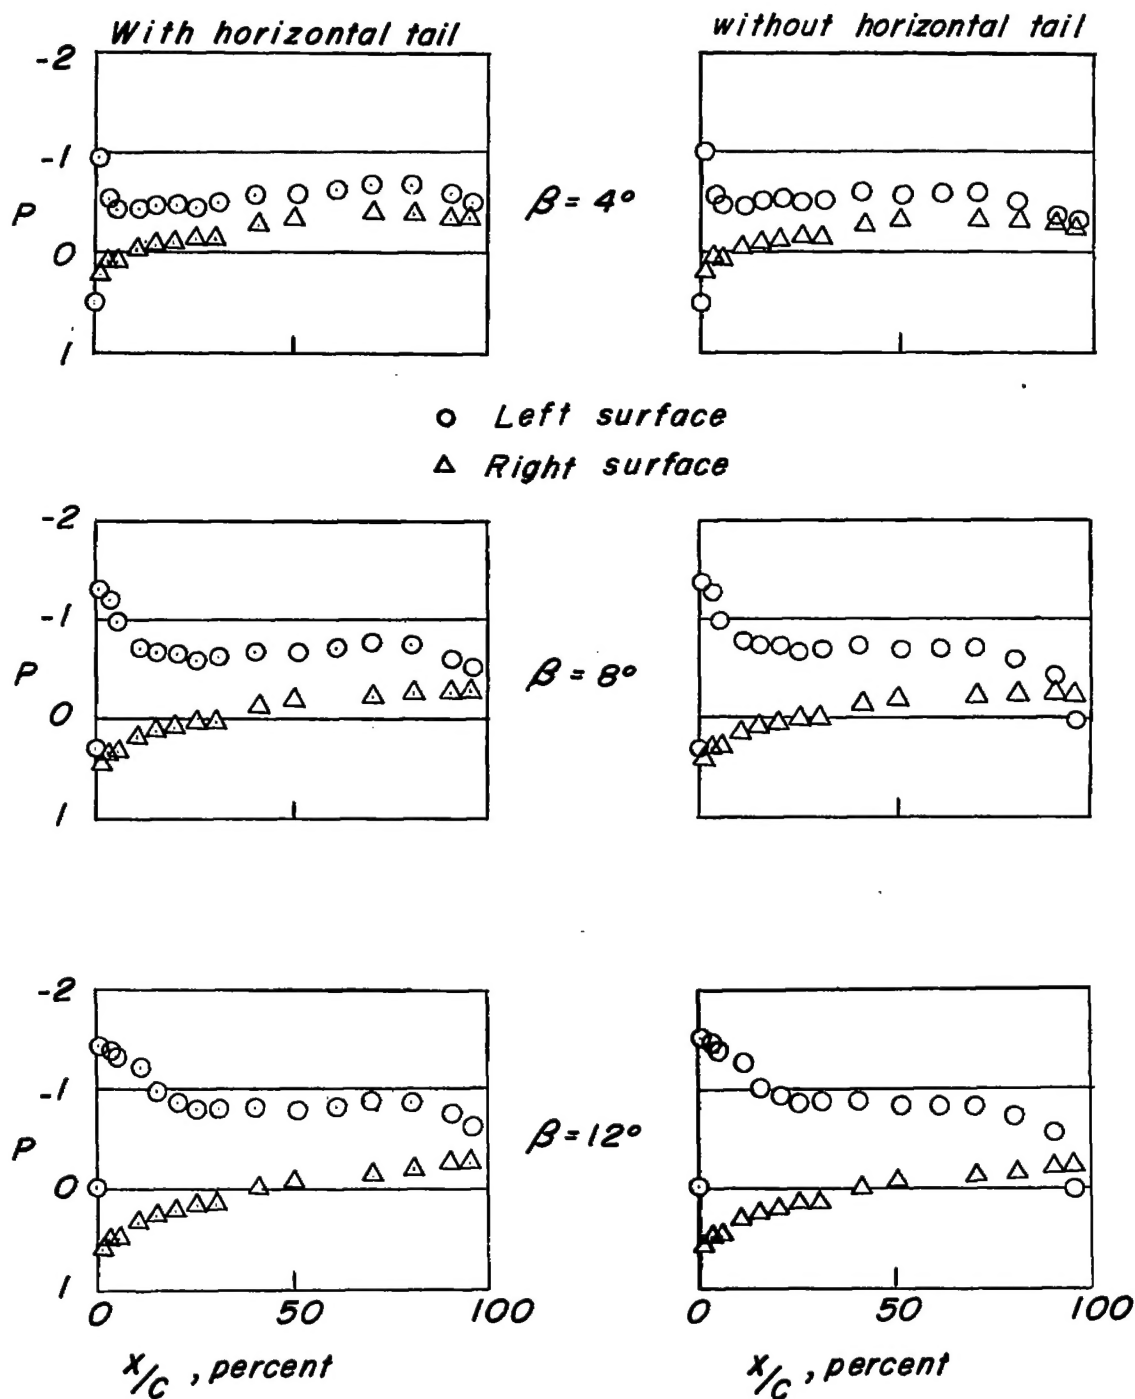 With horizontal tail
without horizontal tail
-2
-1
P
0
1
β = 4°
Left surface
Right surface
-2
-1
P
0
1
β = 8°
-2
-1
P
0
1
β = 12°
0 50 100
0 50 100
x/c , percent
x/c , percent